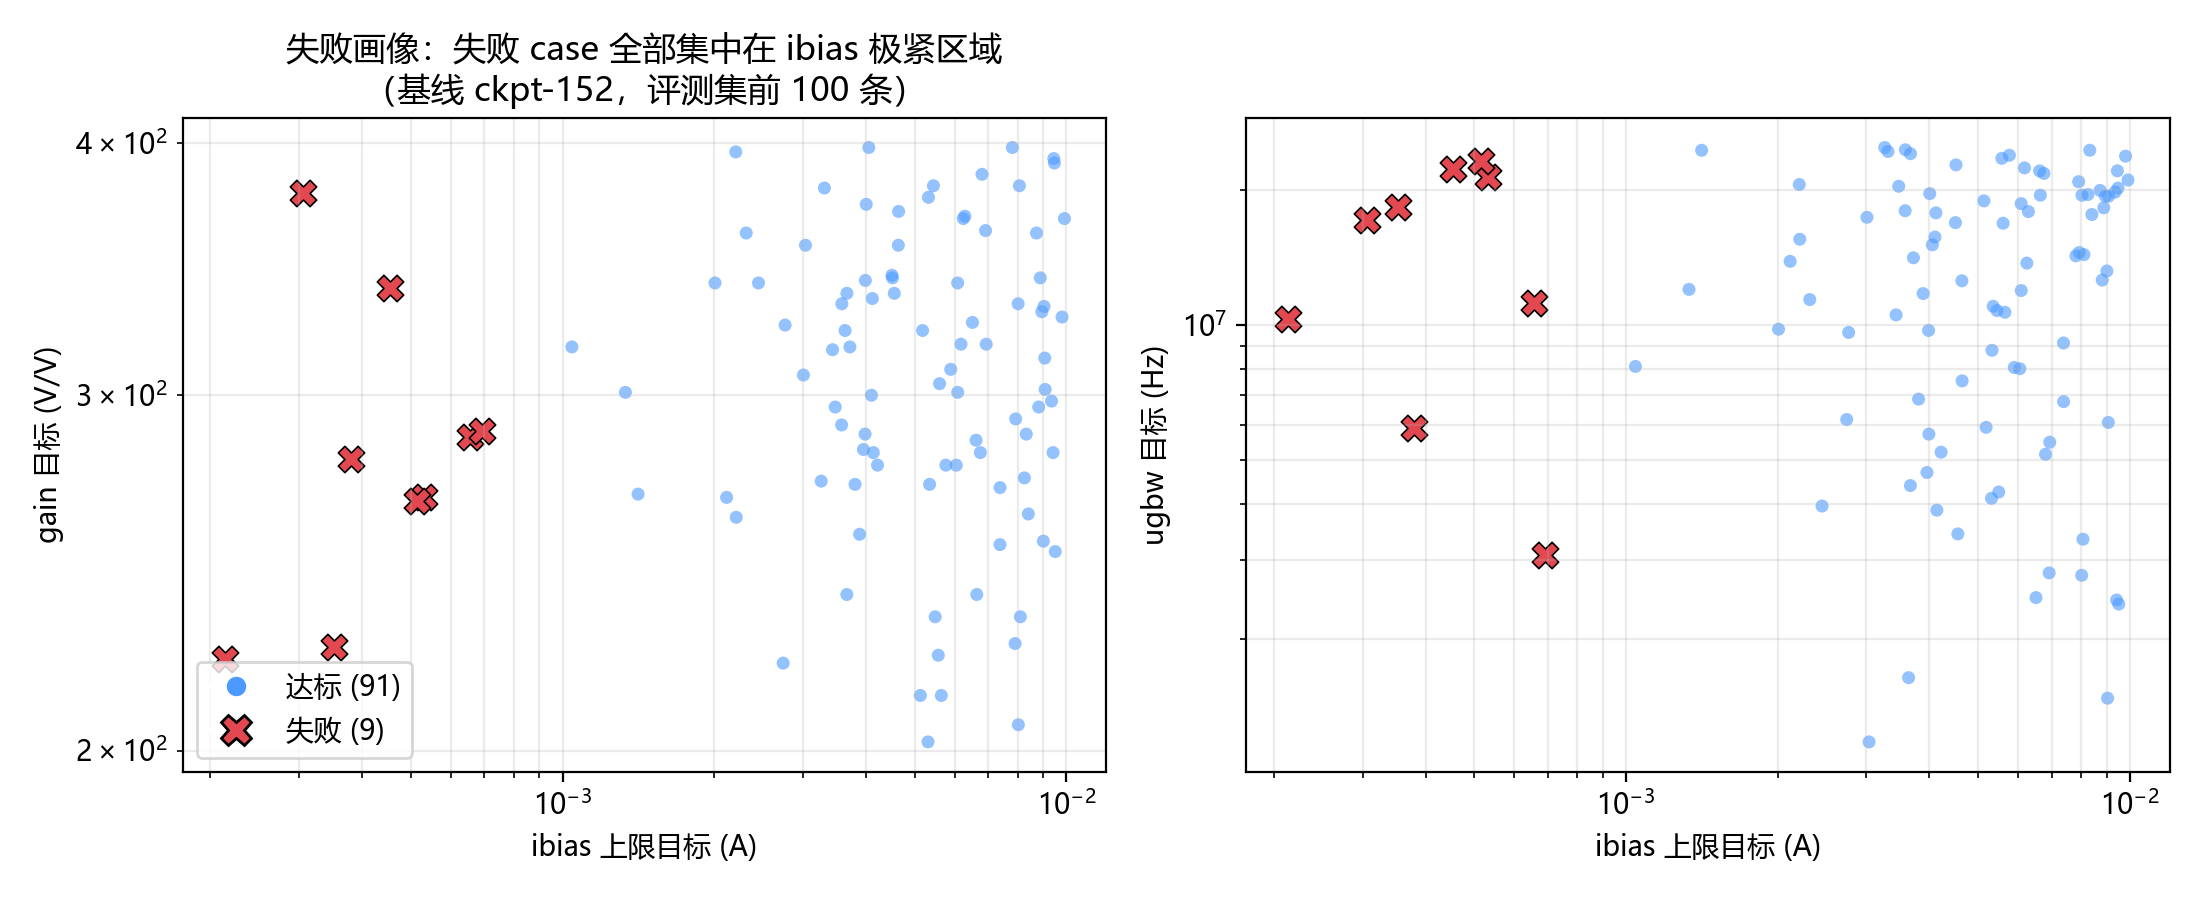 失败画像：失败 case 全部集中在 ibias 极紧区域
（基线 ckpt-152，评测集前 100 条）
gain 目标 (V/V)
4 × 10²
3 × 10²
2 × 10²
达标 (91)
失败 (9)
10⁻³
10⁻²
ibias 上限目标 (A)
ugbw 目标 (Hz)
10⁷
10⁻³
10⁻²
ibias 上限目标 (A)